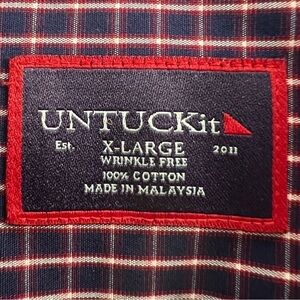 UNTUCKit
Est. X-LARGE 2011
WRINKLE FREE
100% COTTON
MADE IN MALAYSIA